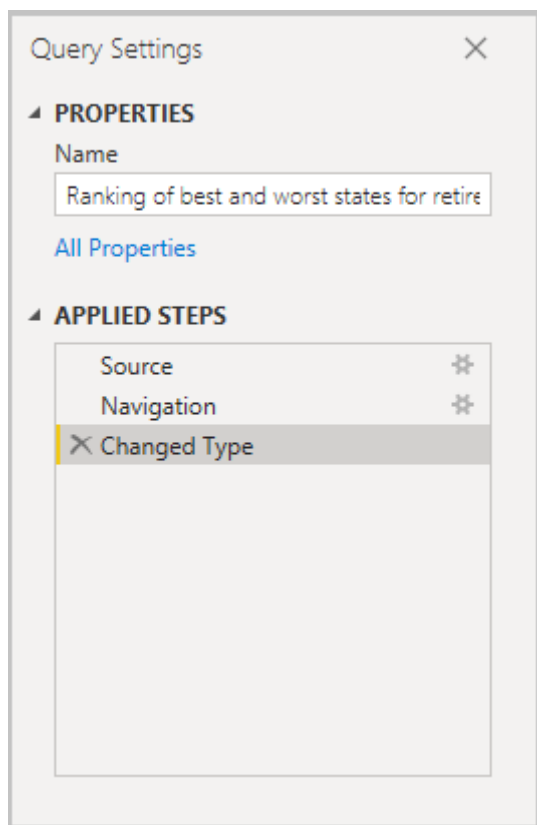 Query Settings
PROPERTIES
Name
Ranking of best and worst states for retire
All Properties
APPLIED STEPS
Source
Navigation
Changed Type